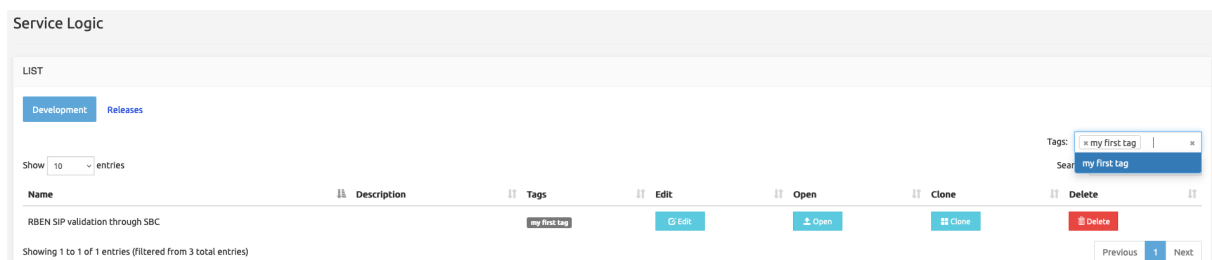 Service Logic
LIST
Development Releases
Tags: × my first tag ×
my first tag
Show 10 entries Sear
Name Description Tags Edit Open Clone Delete
RBEN SIP validation through SBC my first tag Edit Open Clone Delete
Showing 1 to 1 of 1 entries (filtered from 3 total entries) Previous 1 Next